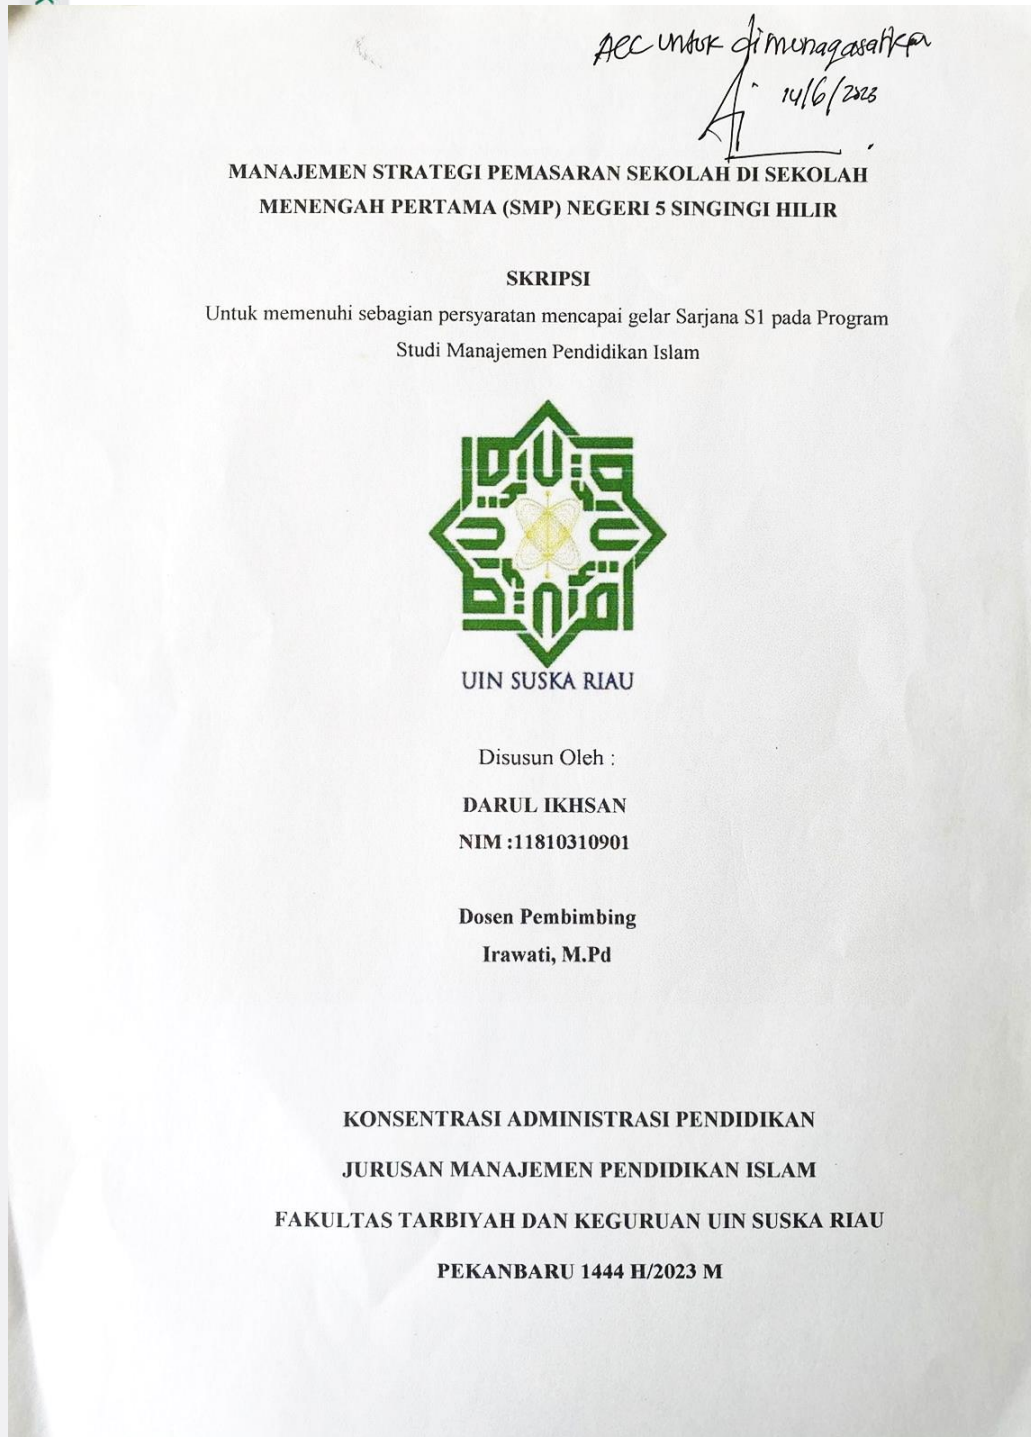 Acc untuk dimunaqasahkan
14/6/2023
MANAJEMEN STRATEGI PEMASARAN SEKOLAH DI SEKOLAH
MENENGAH PERTAMA (SMP) NEGERI 5 SINGINGI HILIR
SKRIPSI
Untuk memenuhi sebagian persyaratan mencapai gelar Sarjana S1 pada Program
Studi Manajemen Pendidikan Islam
UIN SUSKA RIAU
Disusun Oleh :
DARUL IKHSAN
NIM :11810310901
Dosen Pembimbing
Irawati, M.Pd
KONSENTRASI ADMINISTRASI PENDIDIKAN
JURUSAN MANAJEMEN PENDIDIKAN ISLAM
FAKULTAS TARBIYAH DAN KEGURUAN UIN SUSKA RIAU
PEKANBARU 1444 H/2023 M